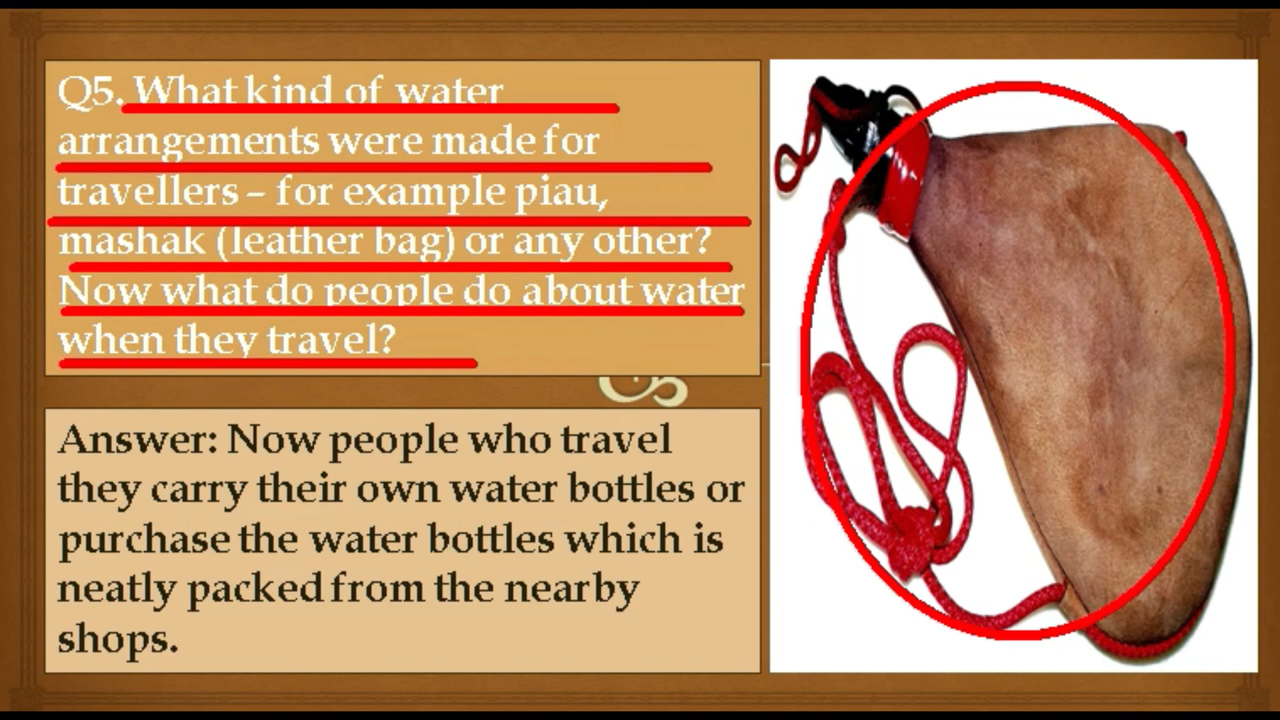 Q5. What kind of water
arrangements were made for
travellers – for example piau,
mashak (leather bag) or any other?
Now what do people do about water
when they travel?
Answer: Now people who travel
they carry their own water bottles or
purchase the water bottles which is
neatly packed from the nearby
shops.